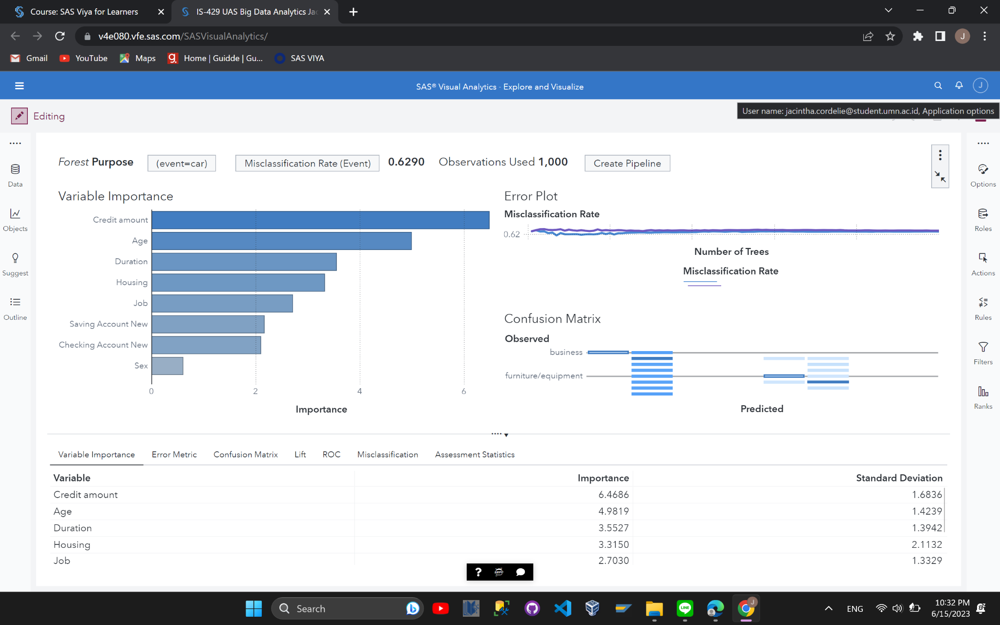 Course: SAS Viya for Learners
IS-429 UAS Big Data Analytics Jac
v4e080.vfe.sas.com/SASVisualAnalytics/
J
Gmail
YouTube
Maps
g.
Home | Guidde | Gu...
SAS VIYA
SAS® Visual Analytics - Explore and Visualize
J
Editing
User name: jacintha.cordelie@student.umn.ac.id, Application options
Data
Objects
Suggest
Outline
Forest Purpose
(event=car)
Misclassification Rate (Event)
0.6290
Observations Used 1,000
Create Pipeline
Variable Importance
Credit amount
Age
Duration
Housing
Job
Saving Account New
Checking Account New
Sex
0 2 4 6
Importance
Error Plot
Misclassification Rate
0.62
Number of Trees
Misclassification Rate
Confusion Matrix
Observed
business
furniture/equipment
Predicted
Options
Roles
Actions
Rules
Filters
Ranks
Variable Importance Error Metric Confusion Matrix Lift ROC Misclassification Assessment Statistics
Variable Importance Standard Deviation
Credit amount 6.4686 1.6836
Age 4.9819 1.4239
Duration 3.5527 1.3942
Housing 3.3150 2.1132
Job 2.7030 1.3329
?
jupyter
Search
LINE
J
ENG
10:32 PM
6/15/2023